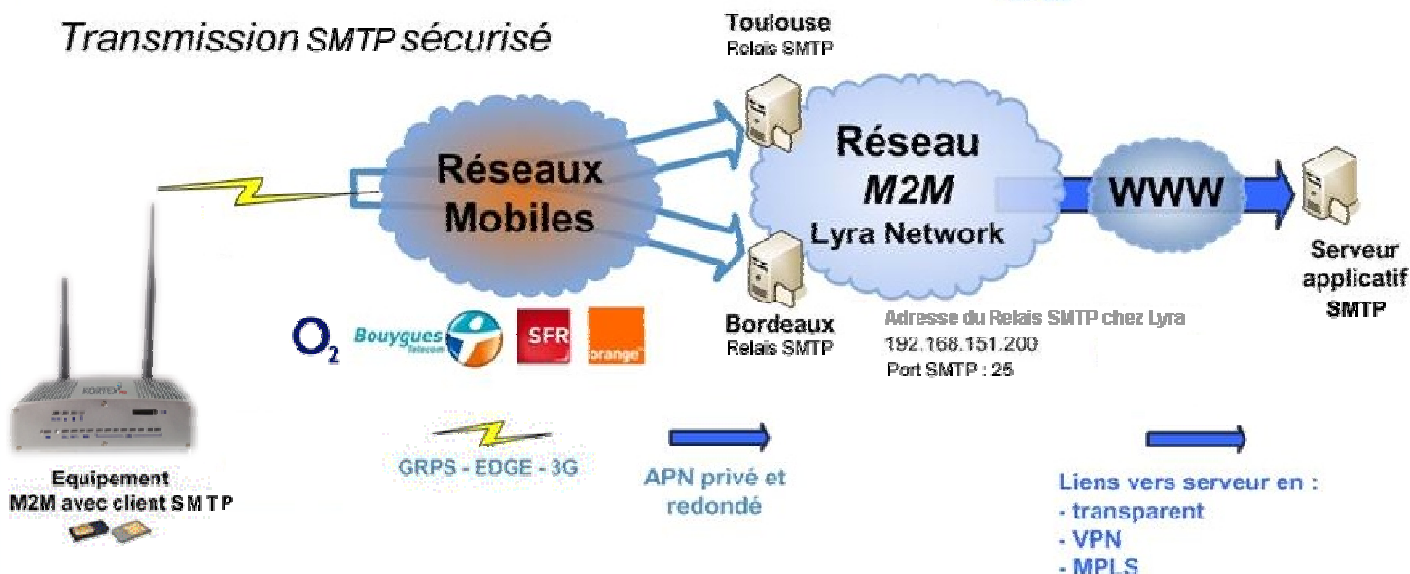 Transmission SMTP sécurisé
Toulouse
Relais SMTP
Réseaux
Mobiles
Réseau
M2M
Lyra Network
WWW
Serveur
applicatif
SMTP
O2
Bouygues
Telecom
SFR
orange
Bordeaux
Relais SMTP
Adresse du Relais SMTP chez Lyra
192.168.151.200
Port SMTP : 25
KORTEX
Equipement
M2M avec client SMTP
GRPS - EDGE - 3G
APN privé et
redondé
Liens vers serveur en :
- transparent
- VPN
- MPLS